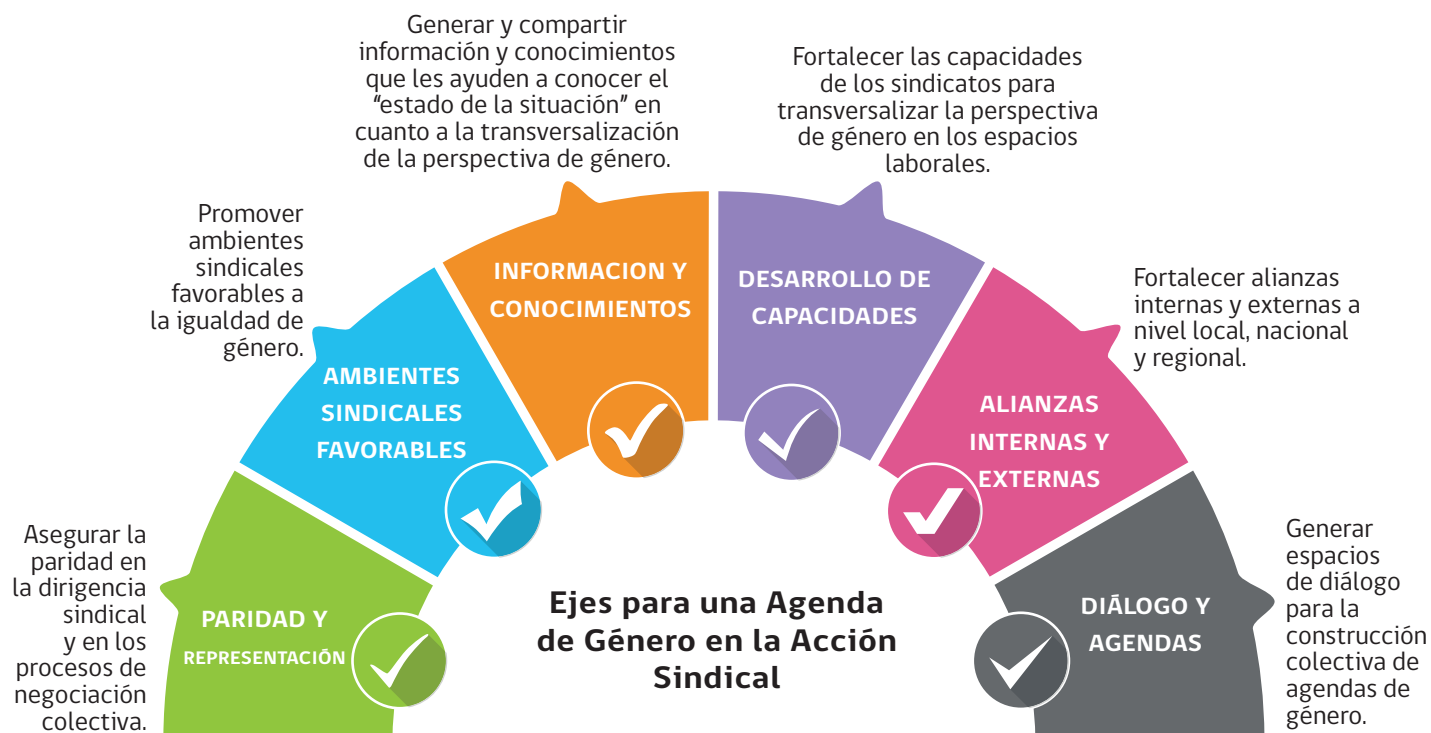 Generar y compartir
información y conocimientos
que les ayuden a conocer el
“estado de la situación” en
cuanto a la transversalización
de la perspectiva de género.
Fortalecer las capacidades
de los sindicatos para
transversalizar la perspectiva
de género en los espacios
laborales.
Promover
ambientes
sindicales
favorables a
la igualdad de
género.
INFORMACION Y
CONOCIMIENTOS
DESARROLLO DE
CAPACIDADES
Fortalecer alianzas
internas y externas a
nivel local, nacional
y regional.
AMBIENTES
SINDICALES
FAVORABLES
ALIANZAS
INTERNAS Y
EXTERNAS
Asegurar la
paridad en
la dirigencia
sindical
y en los
procesos de
negociación
colectiva.
PARIDAD Y
REPRESENTACIÓN
Ejes para una Agenda
de Género en la Acción
Sindical
DIÁLOGO Y
AGENDAS
Generar
espacios
de diálogo
para la
construcción
colectiva de
agendas de
género.